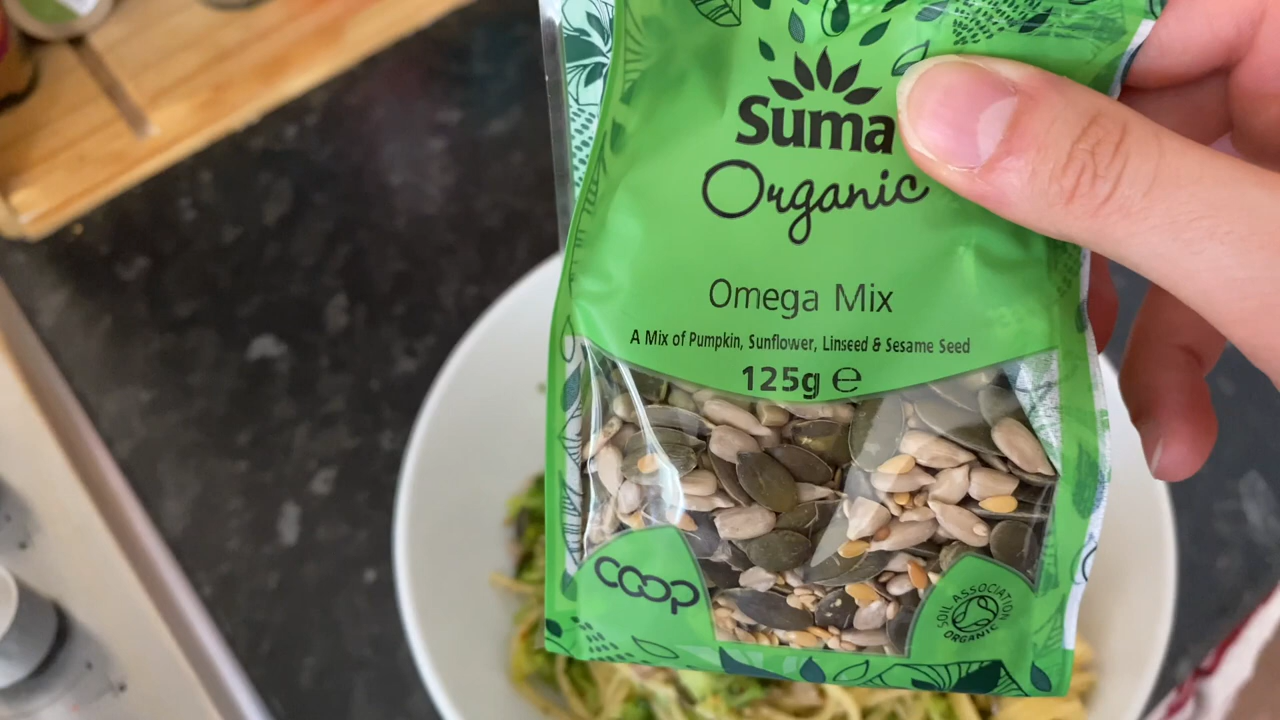 Suma
Organic
Omega Mix
A Mix of Pumpkin, Sunflower, Linseed & Sesame Seed
125g ℮
COOP
SOIL ASSOCIATION
ORGANIC